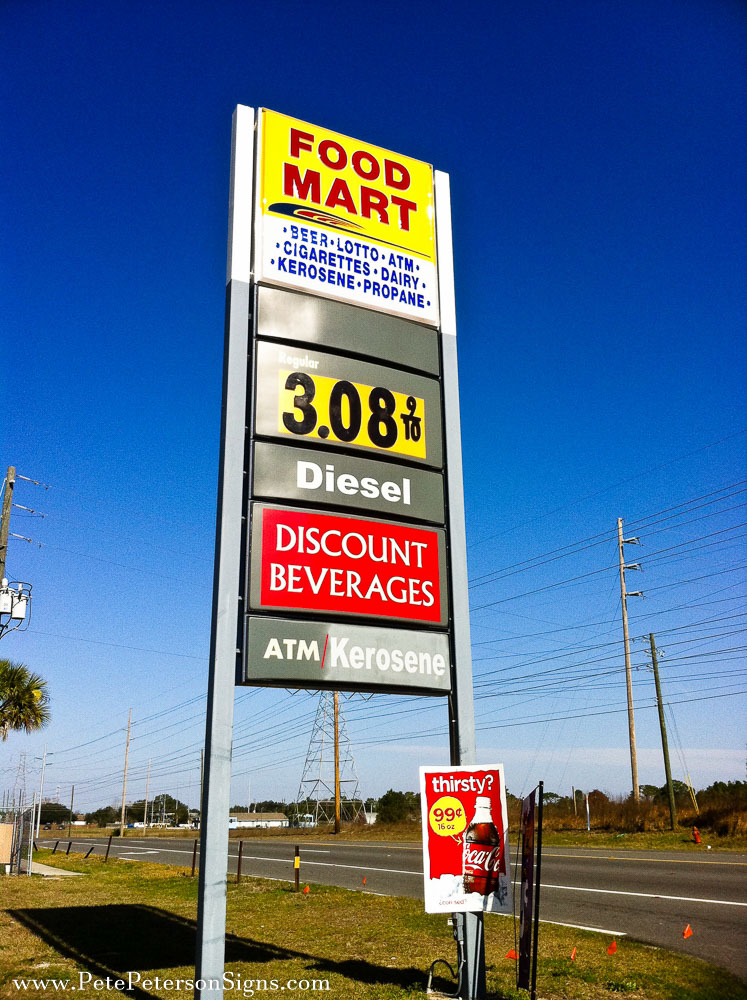 FOOD
MART
•BEER•LOTTO•ATM•
•CIGARETTES•DAIRY•
•KEROSENE•PROPANE•
Regular
3.08 9/10
Diesel
DISCOUNT
BEVERAGES
ATM/Kerosene
thirsty?
99¢
16 oz
Coca-Cola
www.PetePetersonSigns.com